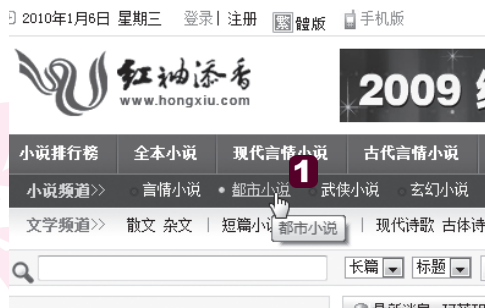 2010年1月6日 星期三 登录 | 注册 繁 體版 手机版
红袖添香
www.hongxiu.com
2009
小说排行榜 全本小说 现代言情小说 古代言情小说
1
小说频道>> 言情小说 • 都市小说 武侠小说 玄幻小说
文学频道>> 散文 杂文 | 短篇小 | 现代诗歌 古体诗
都市小说
长篇 标题